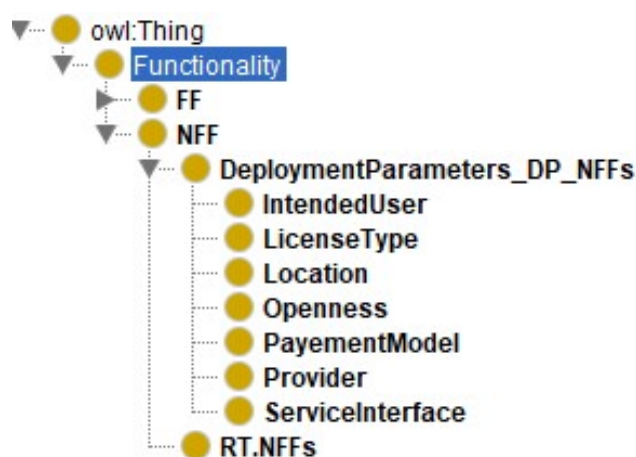 owl:Thing
Functionality
FF
NFF
DeploymentParameters_DP_NFFs
IntendedUser
LicenseType
Location
Openness
PayementModel
Provider
ServiceInterface
RT.NFFs